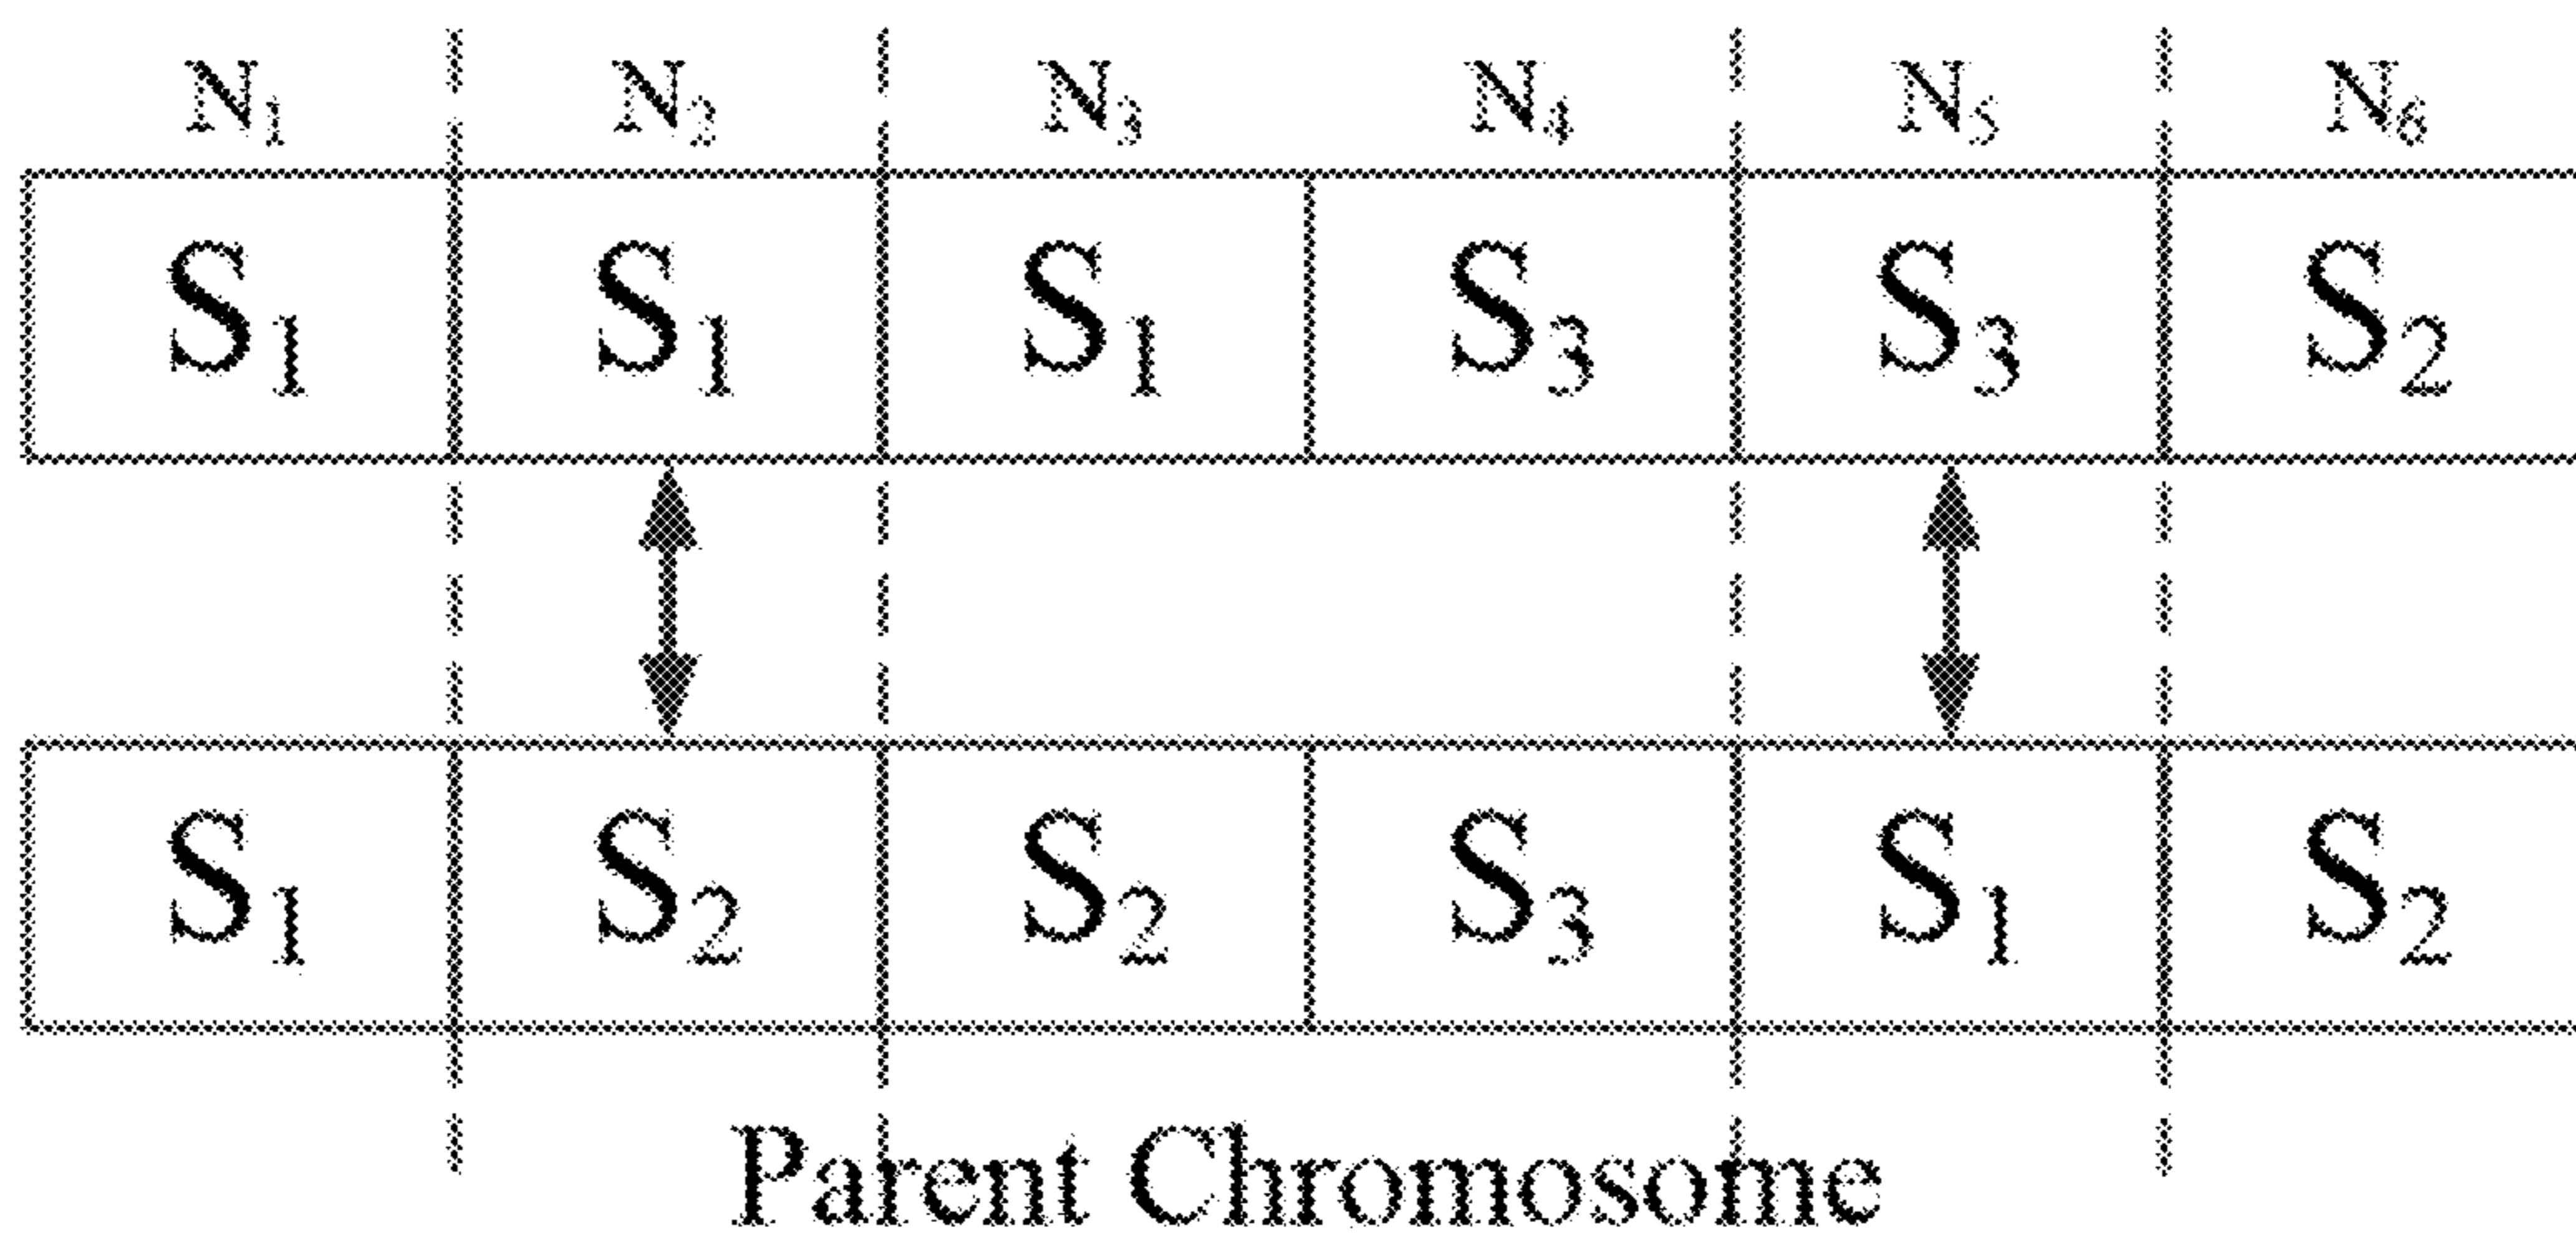 N₁ N₃ N₃ N₄ N₅ N₆
S₁ S₁ S₁ S₃ S₃ S₂
S₁ S₂ S₂ S₃ S₁ S₂
Parent Chromosome